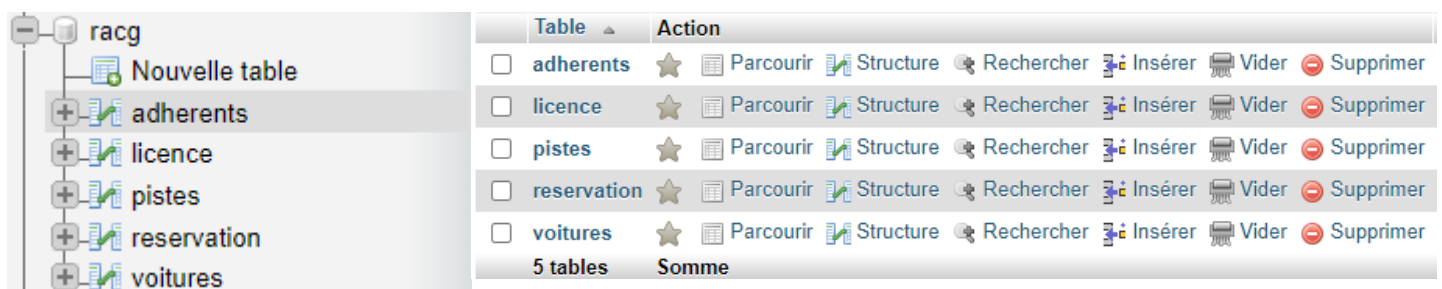 racg
Nouvelle table
adherents
licence
pistes
reservation
voitures
Table Action
adherents Parcourir Structure Rechercher Insérer Vider Supprimer
licence Parcourir Structure Rechercher Insérer Vider Supprimer
pistes Parcourir Structure Rechercher Insérer Vider Supprimer
reservation Parcourir Structure Rechercher Insérer Vider Supprimer
voitures Parcourir Structure Rechercher Insérer Vider Supprimer
5 tables Somme